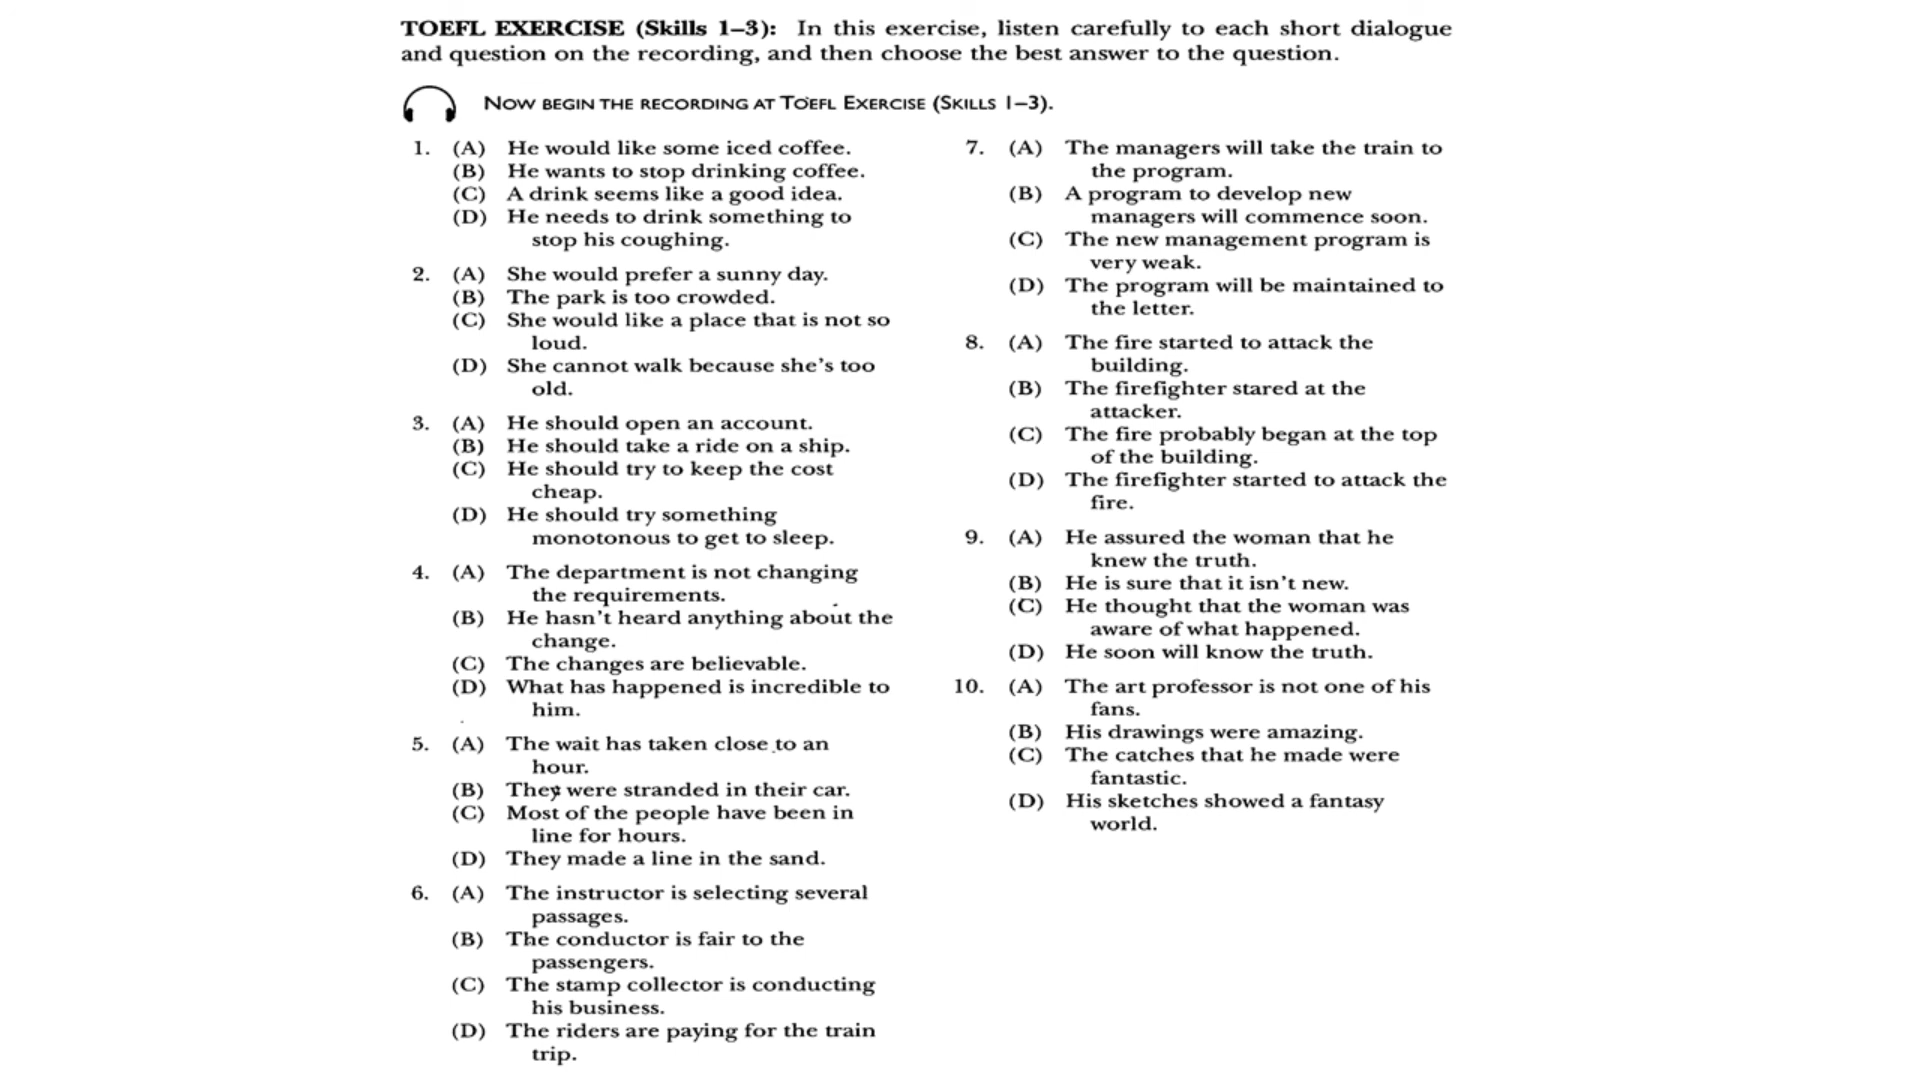 TOEFL EXERCISE (Skills 1–3): In this exercise, listen carefully to each short dialogue
and question on the recording, and then choose the best answer to the question.
NOW BEGIN THE RECORDING AT TOEFL EXERCISE (SKILLS 1–3).
1. (A) He would like some iced coffee.
(B) He wants to stop drinking coffee.
(C) A drink seems like a good idea.
(D) He needs to drink something to
stop his coughing.
2. (A) She would prefer a sunny day.
(B) The park is too crowded.
(C) She would like a place that is not so
loud.
(D) She cannot walk because she's too
old.
3. (A) He should open an account.
(B) He should take a ride on a ship.
(C) He should try to keep the cost
cheap.
(D) He should try something
monotonous to get to sleep.
4. (A) The department is not changing
the requirements.
(B) He hasn't heard anything about the
change.
(C) The changes are believable.
(D) What has happened is incredible to
him.
5. (A) The wait has taken close to an
hour.
(B) They were stranded in their car.
(C) Most of the people have been in
line for hours.
(D) They made a line in the sand.
6. (A) The instructor is selecting several
passages.
(B) The conductor is fair to the
passengers.
(C) The stamp collector is conducting
his business.
(D) The riders are paying for the train
trip.
7. (A) The managers will take the train to
the program.
(B) A program to develop new
managers will commence soon.
(C) The new management program is
very weak.
(D) The program will be maintained to
the letter.
8. (A) The fire started to attack the
building.
(B) The firefighter stared at the
attacker.
(C) The fire probably began at the top
of the building.
(D) The firefighter started to attack the
fire.
9. (A) He assured the woman that he
knew the truth.
(B) He is sure that it isn't new.
(C) He thought that the woman was
aware of what happened.
(D) He soon will know the truth.
10. (A) The art professor is not one of his
fans.
(B) His drawings were amazing.
(C) The catches that he made were
fantastic.
(D) His sketches showed a fantasy
world.